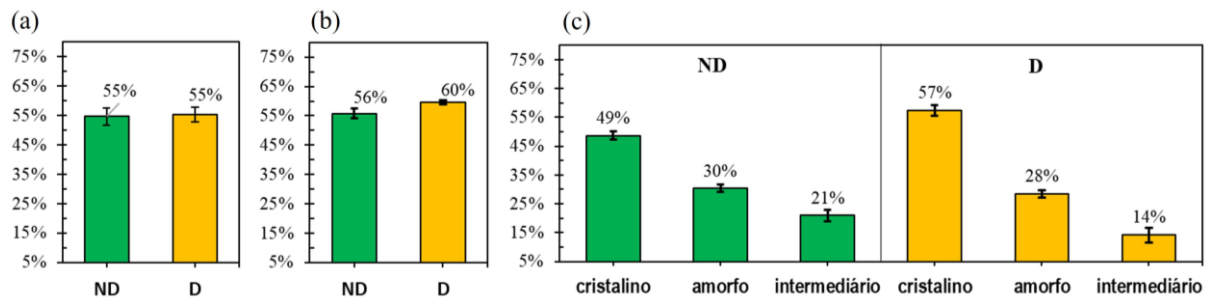 (a)
75%
65%
55%
45%
35%
25%
15%
5%
55%
55%
ND
D
(b)
75%
65%
55%
45%
35%
25%
15%
5%
56%
60%
ND
D
(c)
75%
65%
55%
45%
35%
25%
15%
5%
ND
49%
30%
21%
cristalino
amorfo
intermediário
D
57%
28%
14%
cristalino
amorfo
intermediário